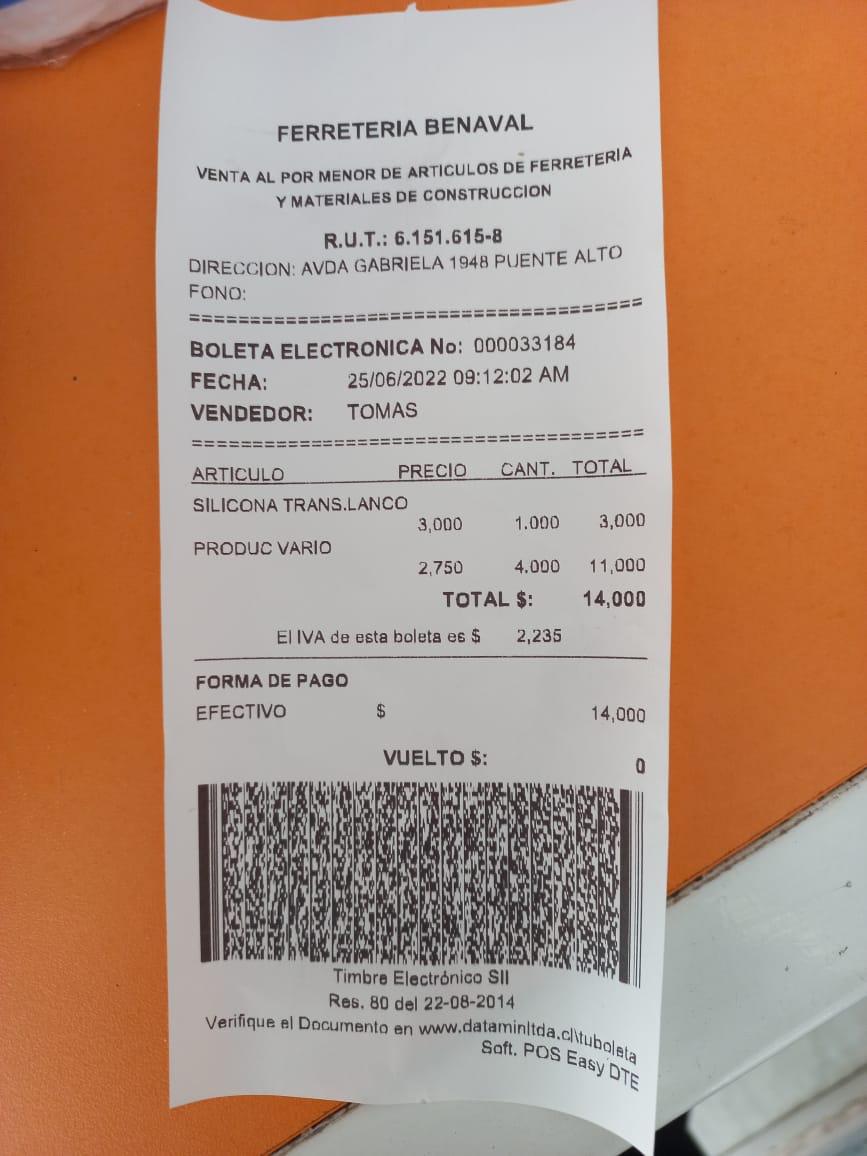 FERRETERIA BENAVAL
VENTA AL POR MENOR DE ARTICULOS DE FERRETERIA
Y MATERIALES DE CONSTRUCCION
R.U.T.: 6.151.615-8
DIRECCION: AVDA GABRIELA 1948 PUENTE ALTO
FONO:
========================================
BOLETA ELECTRONICA No: 000033184
FECHA: 25/06/2022 09:12:02 AM
VENDEDOR: TOMAS
========================================
ARTICULO PRECIO CANT. TOTAL
SILICONA TRANS.LANCO
3,000 1.000 3,000
PRODUC VARIO
2,750 4.000 11,000
TOTAL $: 14,000
El IVA de esta boleta es $ 2,235
FORMA DE PAGO
EFECTIVO $ 14,000
VUELTO $: 0
Timbre Electrónico SII
Res. 80 del 22-08-2014
Verifique el Documento en www.dataminltda.cl\tuboleta
Soft. POS Easy DTE